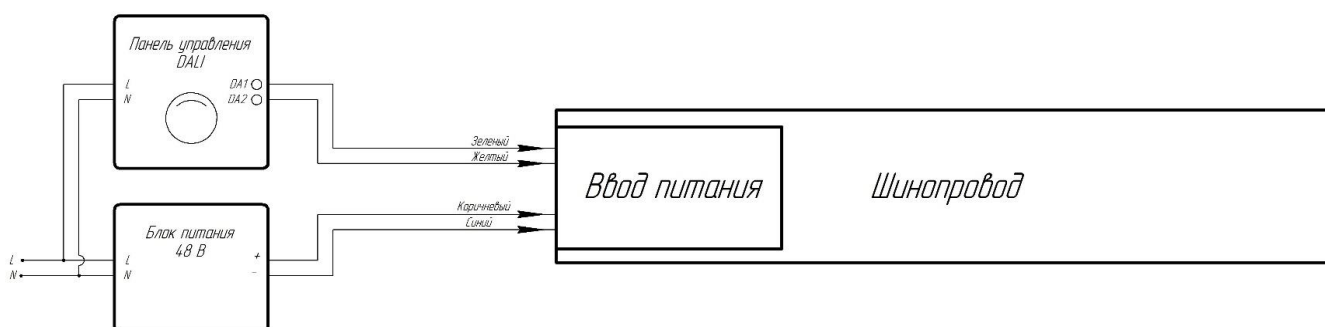 Панель управления
DALI
L
N
DA1
DA2
Зеленый
Желтый
Ввод питания
Шинопровод
Коричневый
Синий
Блок питания
48 В
L
N
L
N
+
-